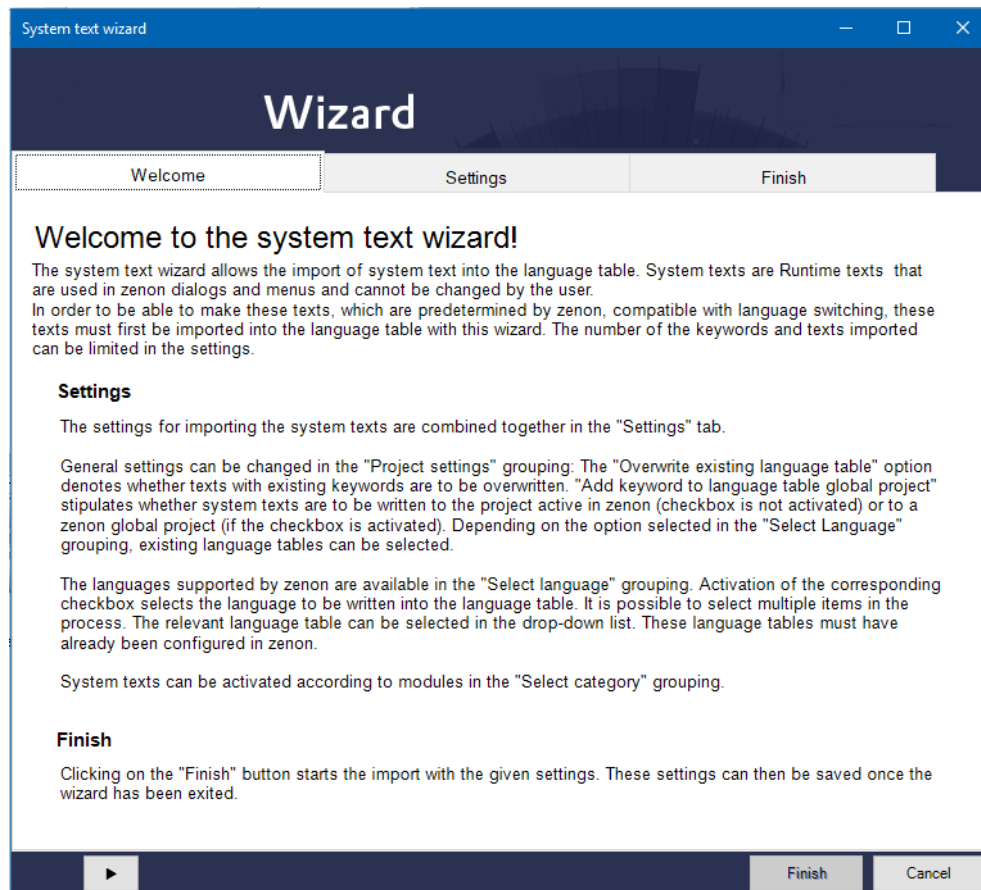 System text wizard
Wizard
Welcome
Settings
Finish
Welcome to the system text wizard!
The system text wizard allows the import of system text into the language table. System texts are Runtime texts  that
are used in zenon dialogs and menus and cannot be changed by the user.
In order to be able to make these texts, which are predetermined by zenon, compatible with language switching, these
texts must first be imported into the language table with this wizard. The number of the keywords and texts imported
can be limited in the settings.
Settings
The settings for importing the system texts are combined together in the "Settings" tab.
General settings can be changed in the "Project settings" grouping: The "Overwrite existing language table" option
denotes whether texts with existing keywords are to be overwritten. "Add keyword to language table global project"
stipulates whether system texts are to be written to the project active in zenon (checkbox is not activated) or to a
zenon global project (if the checkbox is activated). Depending on the option selected in the "Select Language"
grouping, existing language tables can be selected.
The languages supported by zenon are available in the "Select language" grouping. Activation of the corresponding
checkbox selects the language to be written into the language table. It is possible to select multiple items in the
process. The relevant language table can be selected in the drop-down list. These language tables must have
already been configured in zenon.
System texts can be activated according to modules in the "Select category" grouping.
Finish
Clicking on the "Finish" button starts the import with the given settings. These settings can then be saved once the
wizard has been exited.
Finish
Cancel